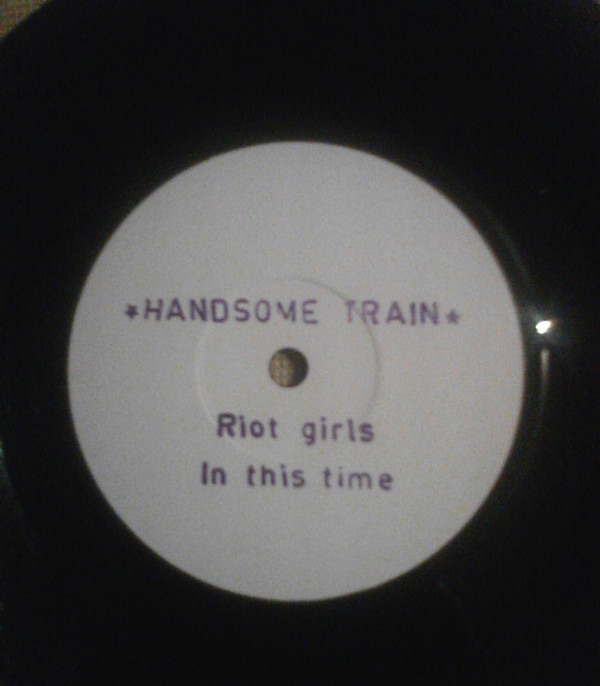 *HANDSOME TRAIN*
Riot girls
In this time